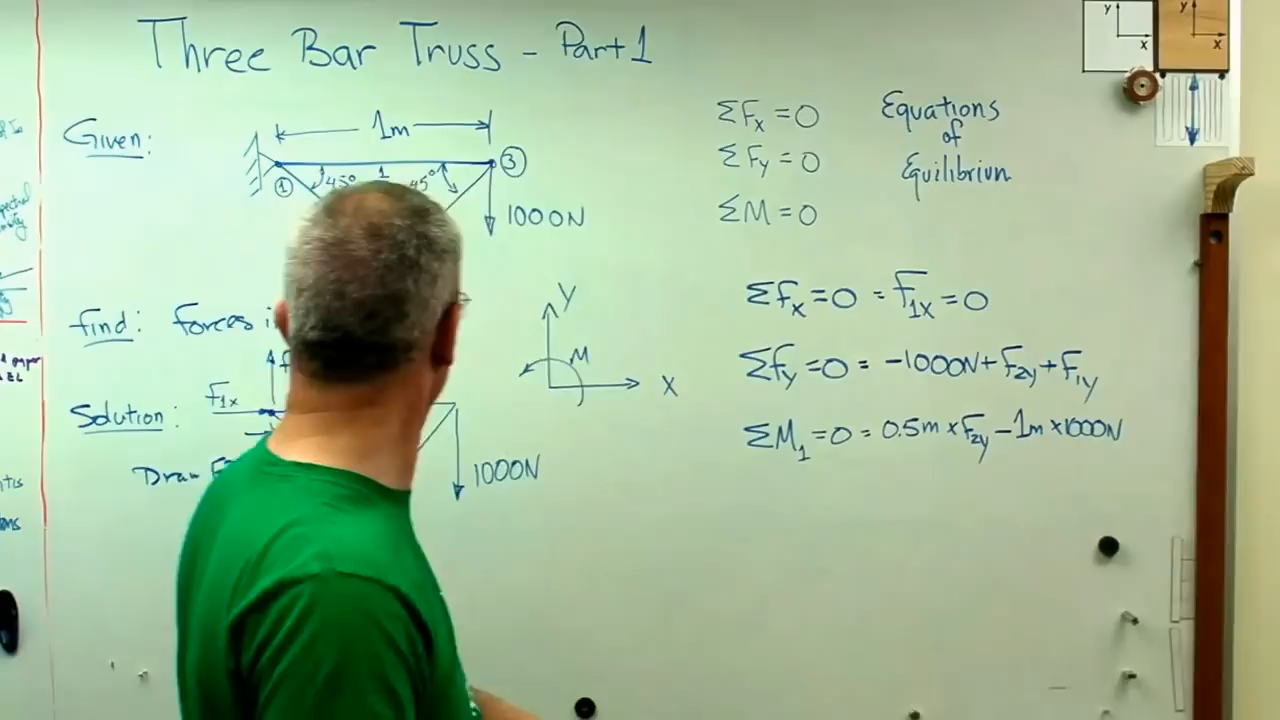 Three Bar Truss - Part 1
Given:
1m
① 45° 1 45° ③
1000N
Find: Forces
F1x
Solution:
Draw
1000N
Y
M
X
ΣFx = 0
ΣFy = 0
ΣM = 0
Equations
of
Equilibrium
ΣFx = 0 = F1x = 0
ΣFy = 0 = -1000N + F2y + F1y
ΣM1 = 0 = 0.5m × F2y - 1m × 1000N
Y
X
Y
X